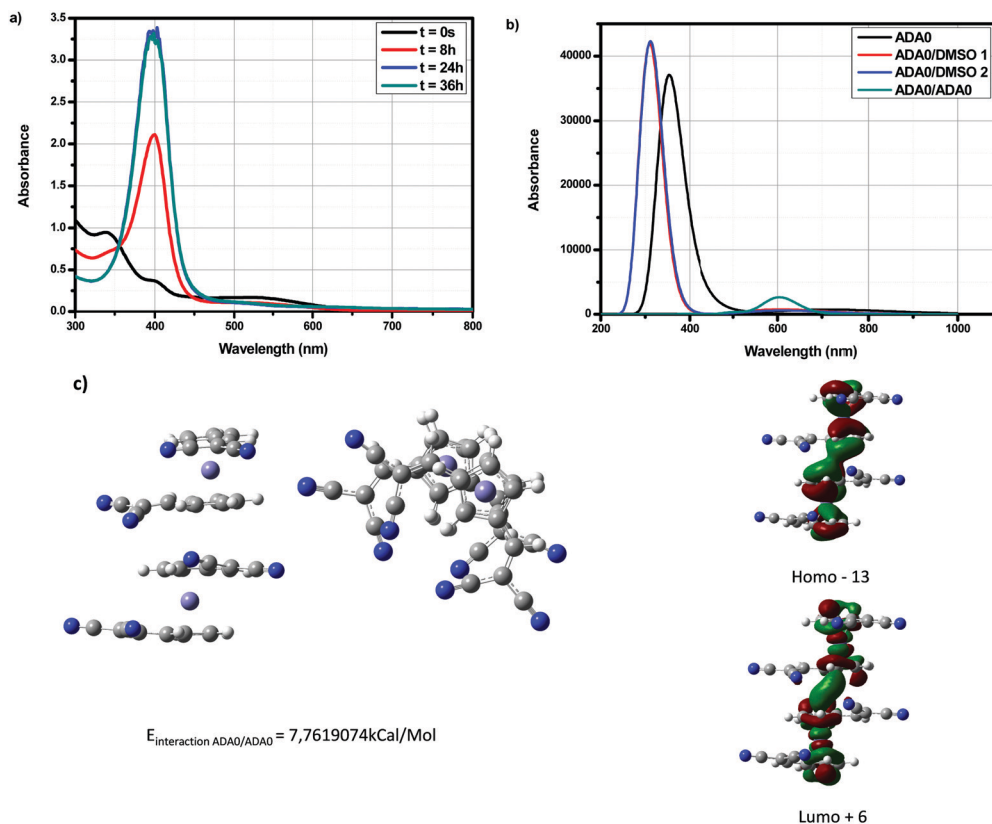 a)
3.5
3.0
2.5
2.0
1.5
1.0
0.5
0.0
Absorbance
t = 0s
t = 8h
t = 24h
t = 36h
300
400
500
600
700
800
Wavelength (nm)
b)
40000
30000
20000
10000
0
Absorbance
ADA0
ADA0/DMSO 1
ADA0/DMSO 2
ADA0/ADA0
200
300
400
500
600
700
800
1000
Wavelength (nm)
c)
E interaction ADA0/ADA0 = 7,7619074kCal/Mol
Homo - 13
Lumo + 6